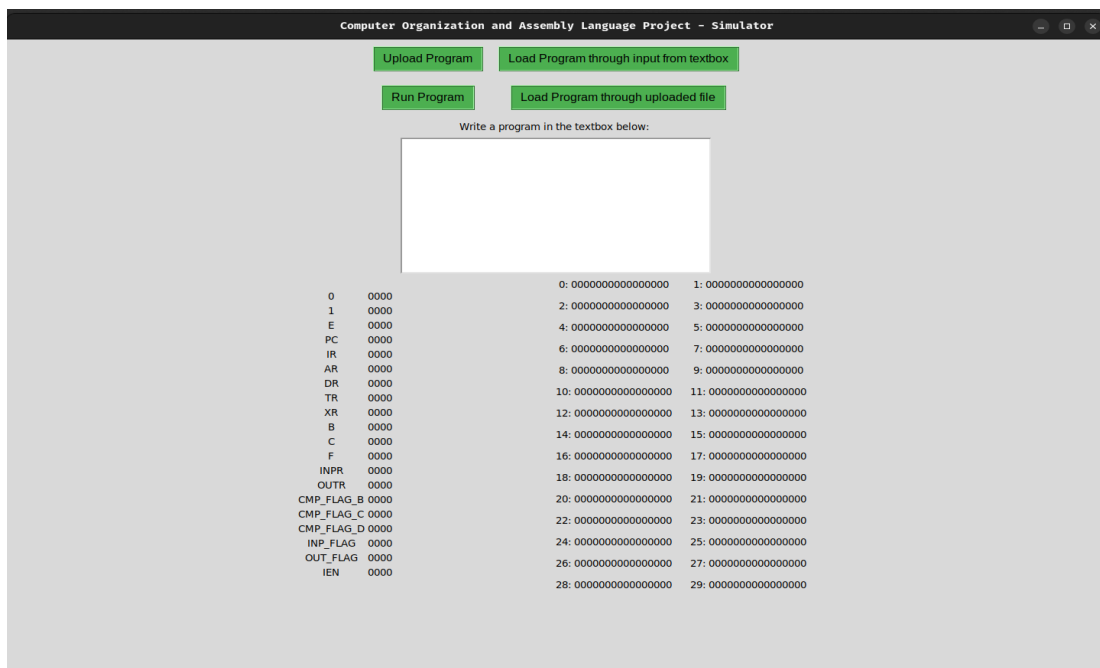 Computer Organization and Assembly Language Project - Simulator
Upload Program
Load Program through input from textbox
Run Program
Load Program through uploaded file
Write a program in the textbox below:
0 0000
1 0000
E 0000
PC 0000
IR 0000
AR 0000
DR 0000
TR 0000
XR 0000
B 0000
C 0000
F 0000
INPR 0000
OUTR 0000
CMP_FLAG_B 0000
CMP_FLAG_C 0000
CMP_FLAG_D 0000
INP_FLAG 0000
OUT_FLAG 0000
IEN 0000
0: 0000000000000000 1: 0000000000000000
2: 0000000000000000 3: 0000000000000000
4: 0000000000000000 5: 0000000000000000
6: 0000000000000000 7: 0000000000000000
8: 0000000000000000 9: 0000000000000000
10: 0000000000000000 11: 0000000000000000
12: 0000000000000000 13: 0000000000000000
14: 0000000000000000 15: 0000000000000000
16: 0000000000000000 17: 0000000000000000
18: 0000000000000000 19: 0000000000000000
20: 0000000000000000 21: 0000000000000000
22: 0000000000000000 23: 0000000000000000
24: 0000000000000000 25: 0000000000000000
26: 0000000000000000 27: 0000000000000000
28: 0000000000000000 29: 0000000000000000